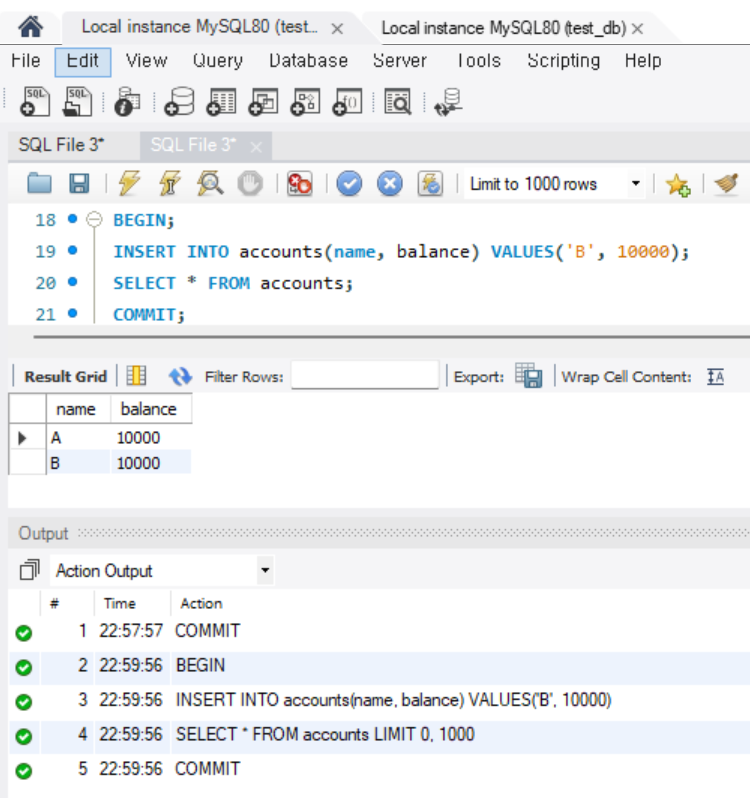 Local instance MySQL80 (test... × Local instance MySQL80 (test_db) ×
File Edit View Query Database Server Tools Scripting Help
SQL SQL
SQL File 3* SQL File 3* ×
Limit to 1000 rows
18 BEGIN;
19 INSERT INTO accounts(name, balance) VALUES('B', 10000);
20 SELECT * FROM accounts;
21 COMMIT;
Result Grid Filter Rows: Export: Wrap Cell Content: IA
name balance
A 10000
B 10000
Output
Action Output
# Time Action
1 22:57:57 COMMIT
2 22:59:56 BEGIN
3 22:59:56 INSERT INTO accounts(name, balance) VALUES('B', 10000)
4 22:59:56 SELECT * FROM accounts LIMIT 0, 1000
5 22:59:56 COMMIT